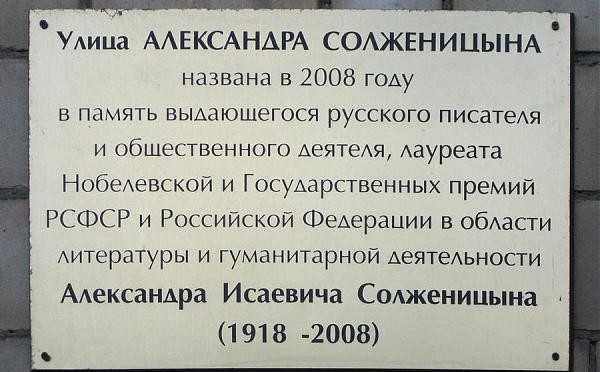 Улица АЛЕКСАНДРА СОЛЖЕНИЦЫНА
названа в 2008 году
в память выдающегося русского писателя
и общественного деятеля, лауреата
Нобелевской и Государственных премий
РСФСР и Российской Федерации в области
литературы и гуманитарной деятельности
Александра Исаевича Солженицына
(1918 -2008)